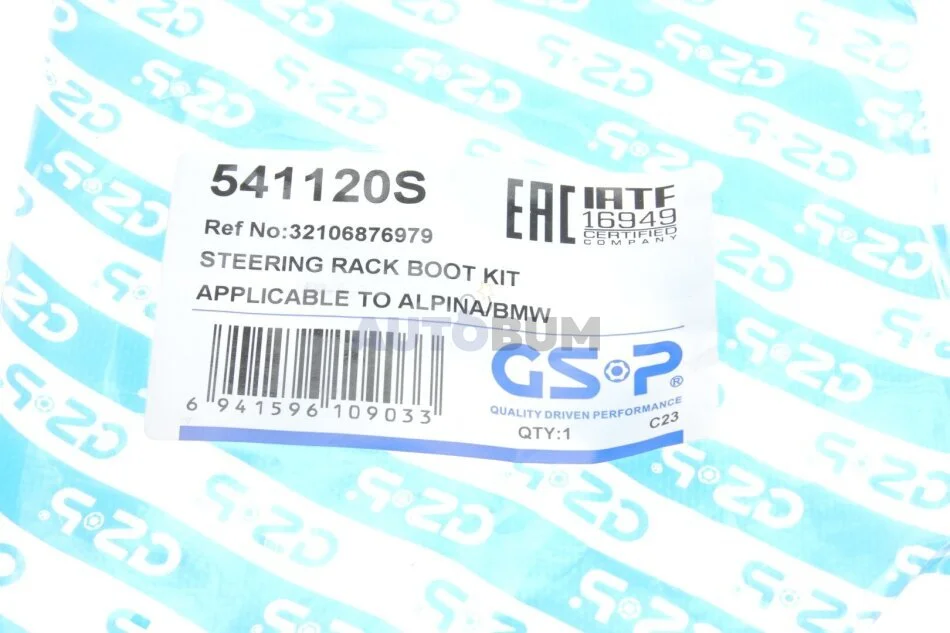 541120S
Ref No:32106876979
STEERING RACK BOOT KIT
APPLICABLE TO ALPINA/BMW
EAC
IATF
16949
CERTIFIED
COMPANY
AUTOBUM
6 941596 109033
GSP®
QUALITY DRIVEN PERFORMANCE
QTY:1
C23